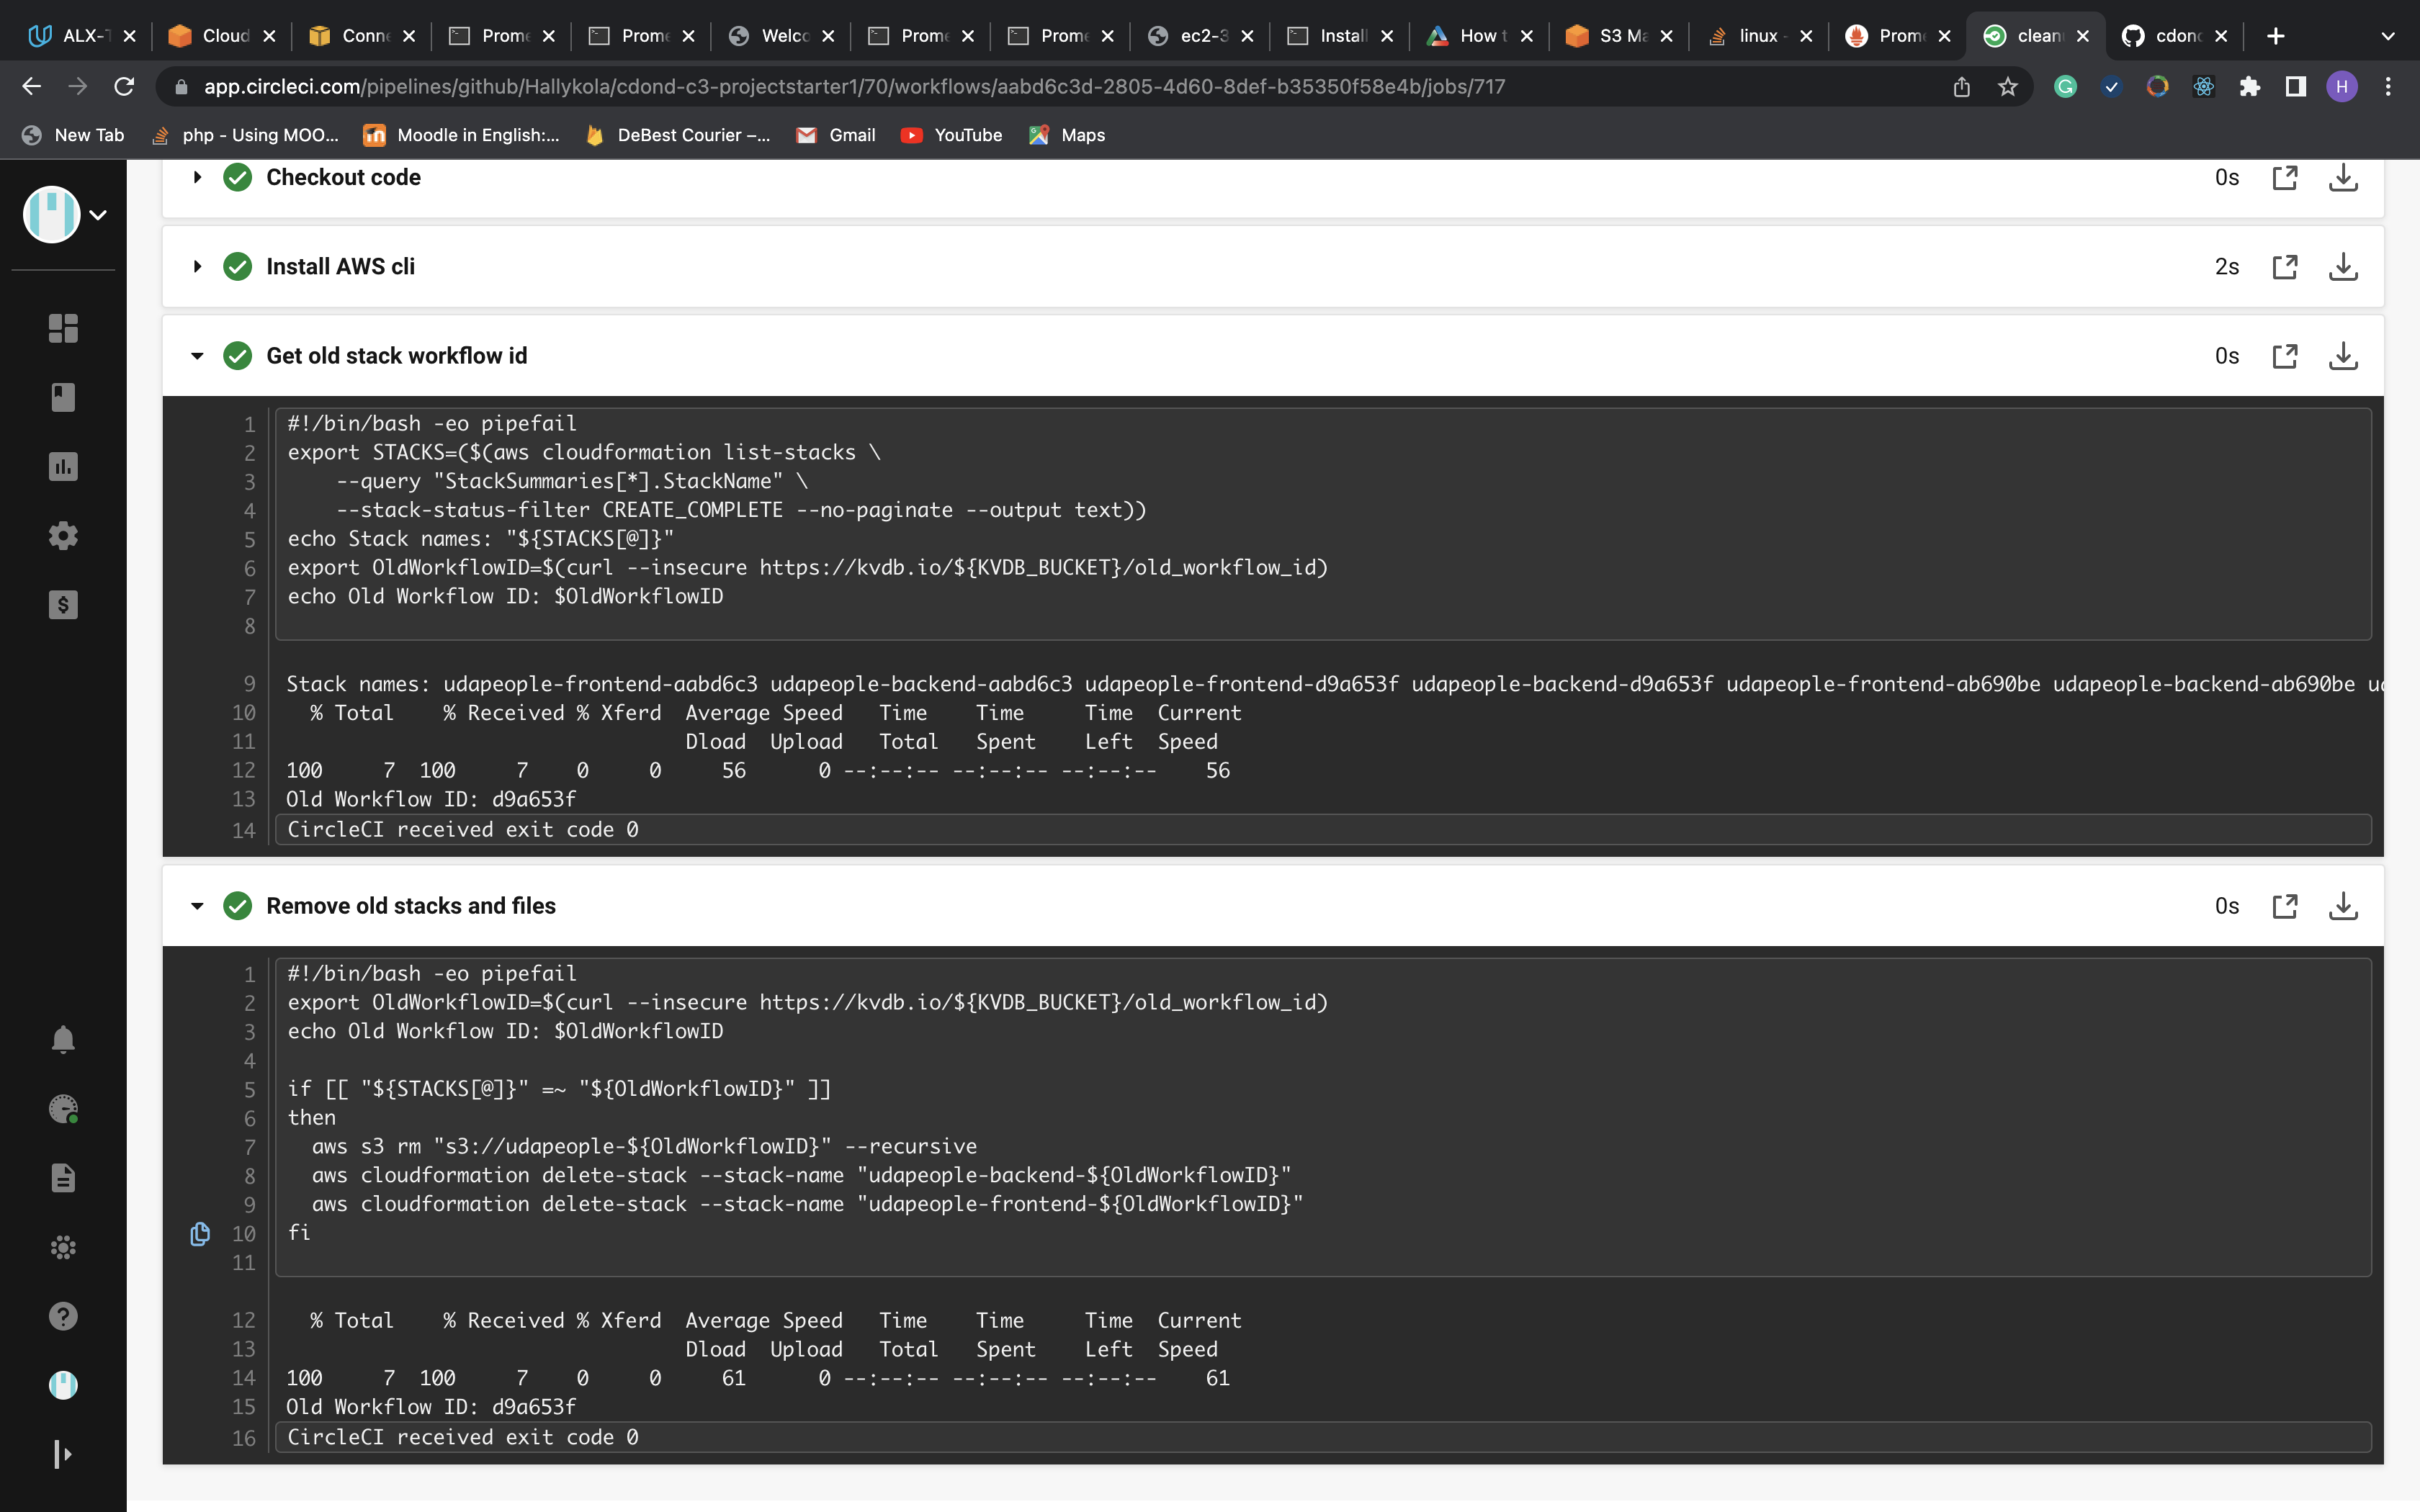 ALX-T
Cloud
Conne
Prome
Prome
Welco
Prome
Prome
ec2-3
Install
How t
S3 Ma
linux -
Prome
clean
cdond
app.circleci.com/pipelines/github/Hallykola/cdond-c3-projectstarter1/70/workflows/aabd6c3d-2805-4d60-8def-b35350f58e4b/jobs/717
H
New Tab
php - Using MOO...
Moodle in English:...
DeBest Courier –...
Gmail
YouTube
Maps
Checkout code
0s
Install AWS cli
2s
Get old stack workflow id
0s
1 #!/bin/bash -eo pipefail
2 export STACKS=($(aws cloudformation list-stacks \
3 --query "StackSummaries[*].StackName" \
4 --stack-status-filter CREATE_COMPLETE --no-paginate --output text))
5 echo Stack names: "${STACKS[@]}"
6 export OldWorkflowID=$(curl --insecure https://kvdb.io/${KVDB_BUCKET}/old_workflow_id)
7 echo Old Workflow ID: $OldWorkflowID
8
9 Stack names: udapeople-frontend-aabd6c3 udapeople-backend-aabd6c3 udapeople-frontend-d9a653f udapeople-backend-d9a653f udapeople-frontend-ab690be udapeople-backend-ab690be
10 % Total % Received % Xferd Average Speed Time Time Time Current
11 Dload Upload Total Spent Left Speed
12 100 7 100 7 0 0 56 0 --:--:-- --:--:-- --:--:-- 56
13 Old Workflow ID: d9a653f
14 CircleCI received exit code 0
Remove old stacks and files
0s
1 #!/bin/bash -eo pipefail
2 export OldWorkflowID=$(curl --insecure https://kvdb.io/${KVDB_BUCKET}/old_workflow_id)
3 echo Old Workflow ID: $OldWorkflowID
4
5 if [[ "${STACKS[@]}" =~ "${OldWorkflowID}" ]]
6 then
7 aws s3 rm "s3://udapeople-${OldWorkflowID}" --recursive
8 aws cloudformation delete-stack --stack-name "udapeople-backend-${OldWorkflowID}"
9 aws cloudformation delete-stack --stack-name "udapeople-frontend-${OldWorkflowID}"
10 fi
11
12 % Total % Received % Xferd Average Speed Time Time Time Current
13 Dload Upload Total Spent Left Speed
14 100 7 100 7 0 0 61 0 --:--:-- --:--:-- --:--:-- 61
15 Old Workflow ID: d9a653f
16 CircleCI received exit code 0